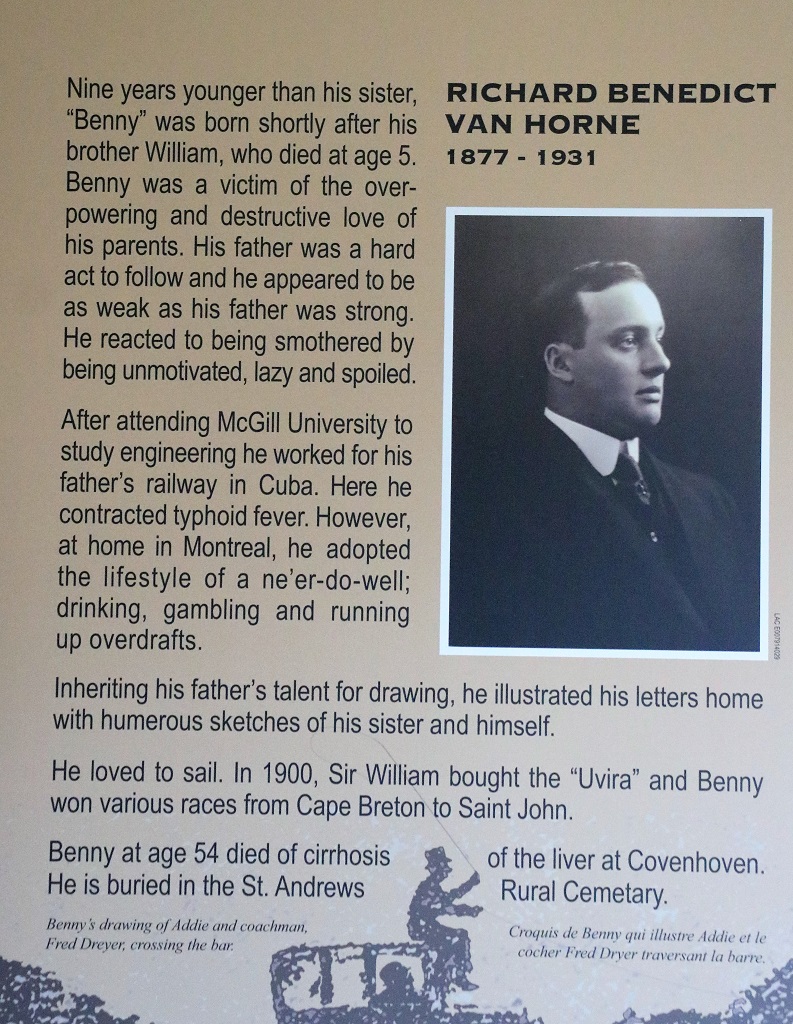 RICHARD BENEDICT
VAN HORNE
1877 - 1931
Nine years younger than his sister,
“Benny” was born shortly after his
brother William, who died at age 5.
Benny was a victim of the over-
powering and destructive love of
his parents. His father was a hard
act to follow and he appeared to be
as weak as his father was strong.
He reacted to being smothered by
being unmotivated, lazy and spoiled.
After attending McGill University to
study engineering he worked for his
father’s railway in Cuba. Here he
contracted typhoid fever. However,
at home in Montreal, he adopted
the lifestyle of a ne’er-do-well;
drinking, gambling and running
up overdrafts.
LAC E007914029
Inheriting his father’s talent for drawing, he illustrated his letters home
with humerous sketches of his sister and himself.
He loved to sail. In 1900, Sir William bought the “Uvira” and Benny
won various races from Cape Breton to Saint John.
Benny at age 54 died of cirrhosis of the liver at Covenhoven.
He is buried in the St. Andrews Rural Cemetary.
Benny’s drawing of Addie and coachman,
Fred Dreyer, crossing the bar.
Croquis de Benny qui illustre Addie et le
cocher Fred Dryer traversant la barre.